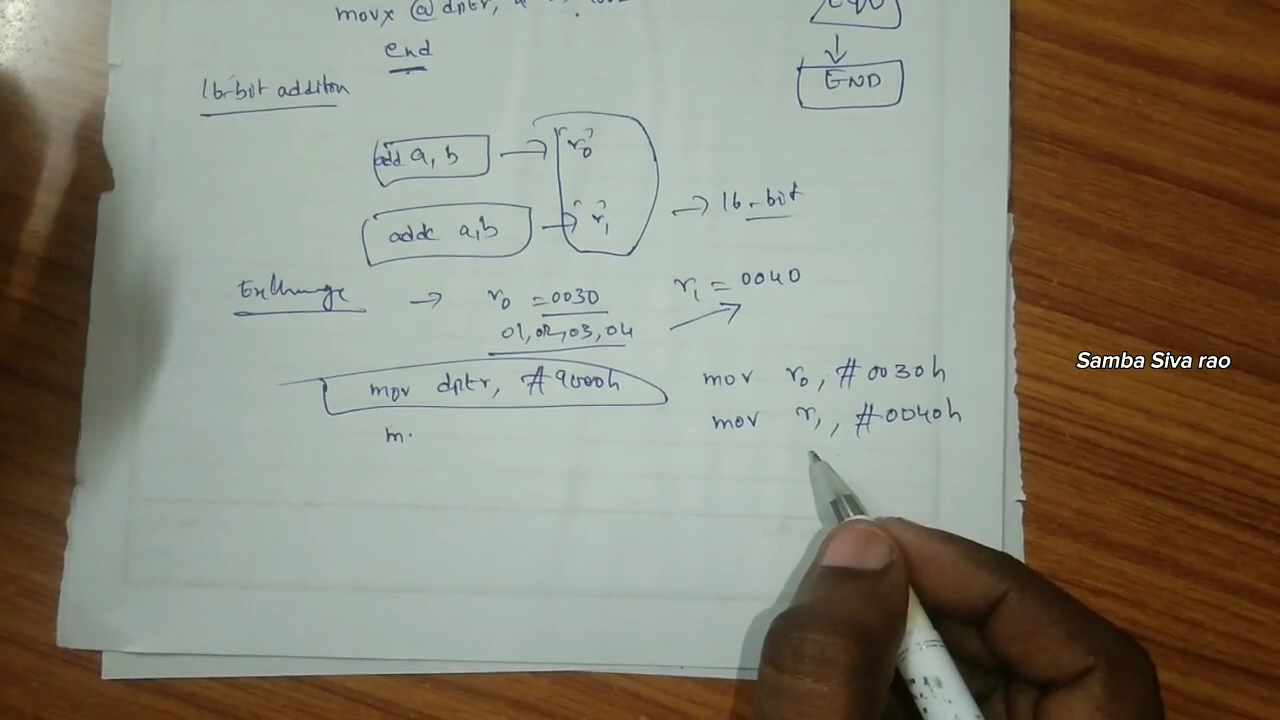 movx @dptr, a
end
END
16-bit addition
add a, b → r0
addc a,b → r1
→ 16-bit
Exchange → r0 = 0030
r1 = 0040
01, 02, 03, 04
mov dptr, #9000h
mov r0, #0030h
m.
mov r1, #0040h
Samba Siva rao